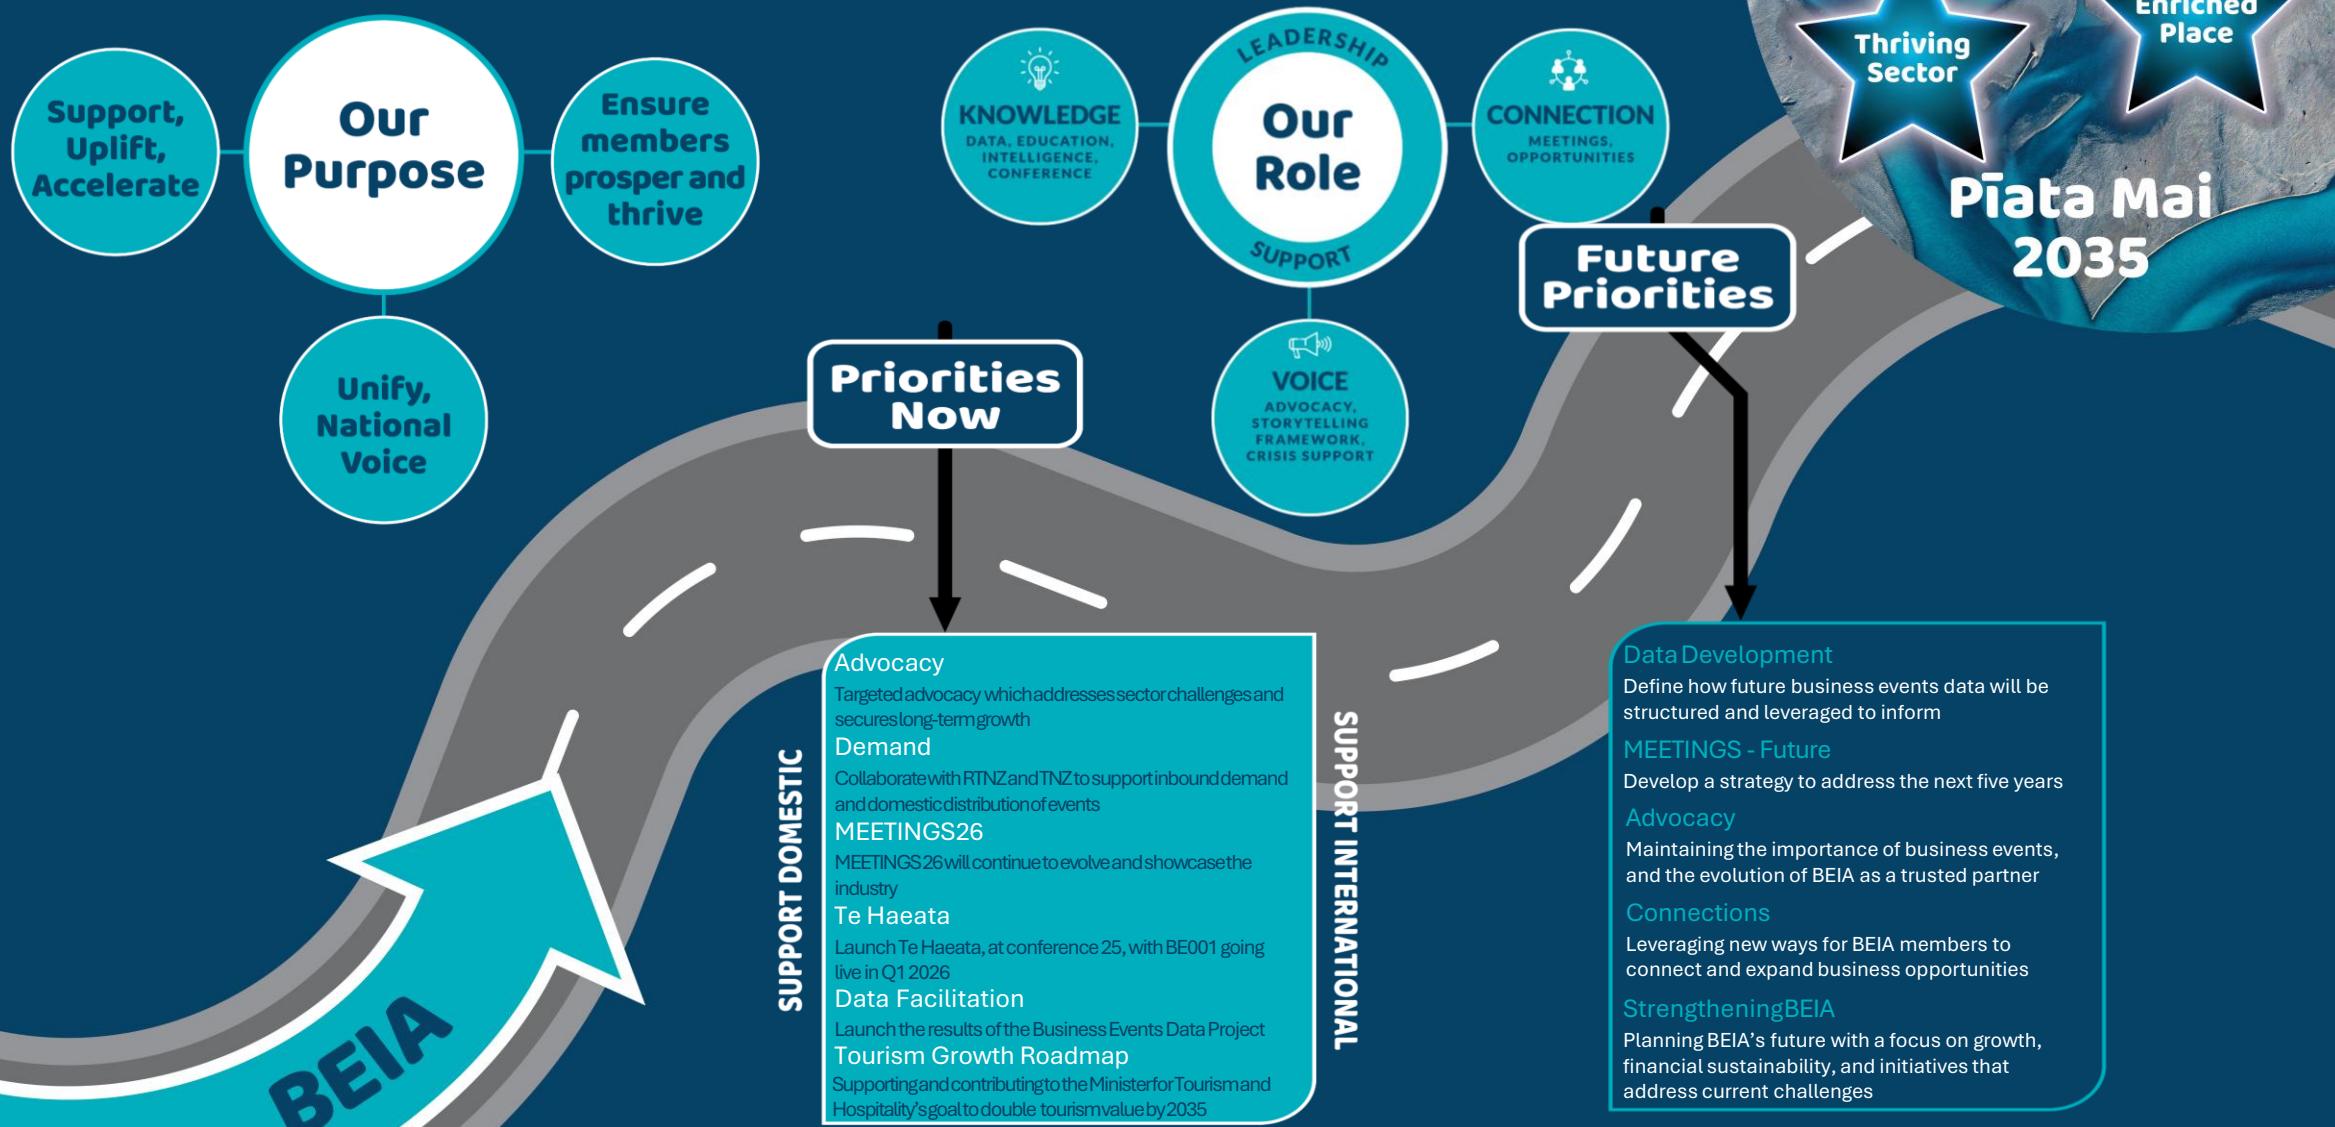 Our
Purpose
Support,
Uplift,
Accelerate
Ensure
members
prosper and
thrive
Unify,
National
Voice
LEADERSHIP
Our
Role
SUPPORT
KNOWLEDGE
DATA, EDUCATION,
INTELLIGENCE,
CONFERENCE
CONNECTION
MEETINGS,
OPPORTUNITIES
VOICE
ADVOCACY,
STORYTELLING
FRAMEWORK,
CRISIS SUPPORT
Thriving
Sector
Enriched
Place
Pīata Mai
2035
Priorities
Now
Future
Priorities
BEIA
SUPPORT DOMESTIC
Advocacy
Targeted advocacy which addresses sector challenges and
secures long-term growth
Demand
Collaborate with RTNZ and TNZ to support inbound demand
and domestic distribution of events
MEETINGS26
MEETINGS 26 will continue to evolve and showcase the
industry
Te Haeata
Launch Te Haeata, at conference 25, with BE001 going
live in Q1 2026
Data Facilitation
Launch the results of the Business Events Data Project
Tourism Growth Roadmap
Supporting and contributing to the Minister for Tourism and
Hospitality's goal to double tourism value by 2035
SUPPORT INTERNATIONAL
Data Development
Define how future business events data will be
structured and leveraged to inform
MEETINGS - Future
Develop a strategy to address the next five years
Advocacy
Maintaining the importance of business events,
and the evolution of BEIA as a trusted partner
Connections
Leveraging new ways for BEIA members to
connect and expand business opportunities
Strengthening BEIA
Planning BEIA's future with a focus on growth,
financial sustainability, and initiatives that
address current challenges